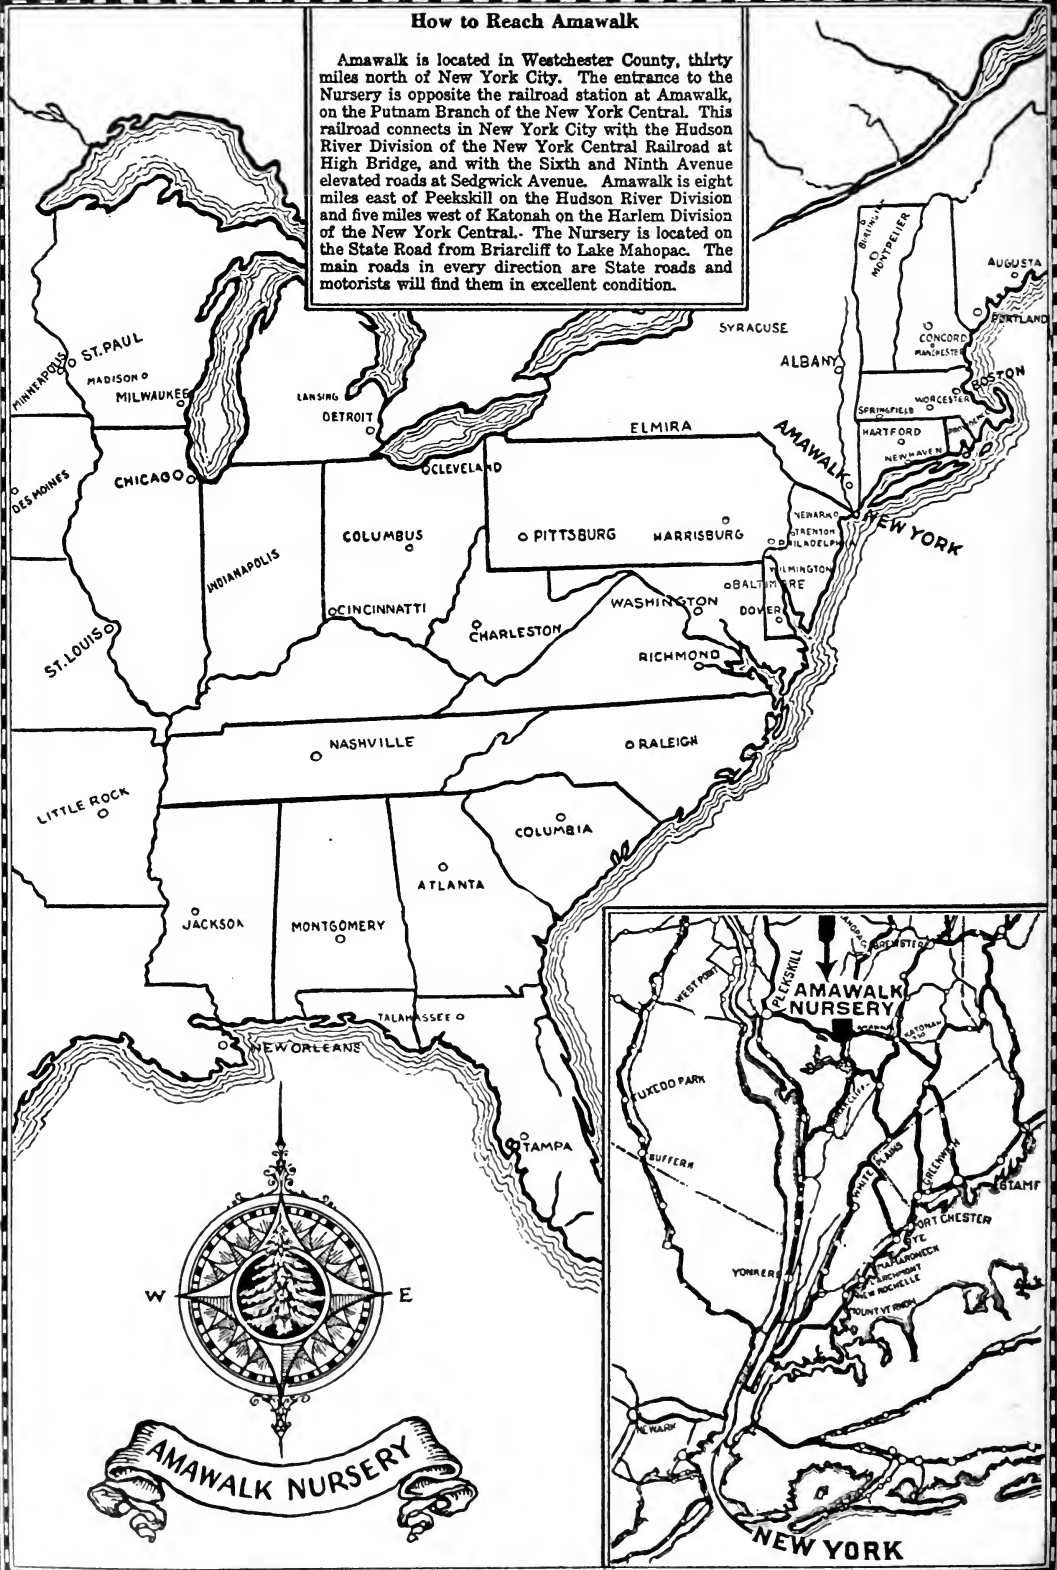 How to Reach Amawalk
Amawalk is located in Westchester County, thirty
miles north of New York City. The entrance to the
Nursery is opposite the railroad station at Amawalk,
on the Putnam Branch of the New York Central. This
railroad connects in New York City with the Hudson
River Division of the New York Central Railroad at
High Bridge, and with the Sixth and Ninth Avenue
elevated roads at Sedgwick Avenue. Amawalk is eight
miles east of Peekskill on the Hudson River Division
and five miles west of Katonah on the Harlem Division
of the New York Central. The Nursery is located on
the State Road from Briarcliff to Lake Mahopac. The
main roads in every direction are State roads and
motorists will find them in excellent condition.
BURLINGTON
MONTPELIER
AUGUSTA
PORTLAND
SYRACUSE
CONCORD
MANCHESTER
ALBANY
BOSTON
WORCESTER
SPRINGFIELD
HARTFORD
NEWHAVEN
MINNEAPOLIS
ST. PAUL
MADISON
MILWAUKEE
LANSING
DETROIT
ELMIRA
AMAWALK
CHICAGO
CLEVELAND
DES MOINES
NEWARK
NEW YORK
TRENTON
PHILADELPHIA
COLUMBUS
PITTSBURG
HARRISBURG
INDIANAPOLIS
WILMINGTON
BALTIMORE
WASHINGTON
DOVER
CINCINNATTI
CHARLESTON
ST. LOUIS
RICHMOND
NASHVILLE
RALEIGH
LITTLE ROCK
COLUMBIA
ATLANTA
JACKSON
MONTGOMERY
TALAHASSEE
NEW ORLEANS
TAMPA
W
E
AMAWALK NURSERY
WEST POINT
PLEKSKILL
BREWSTER
AMAWALK
NURSERY
KATONAH
TUXEDO PARK
SUFFERN
WHITE PLAINS
GREENWICH
STAMF
PORT CHESTER
RYE
MAMARONECK
LARCHMONT
NEW ROCHELLE
MOUNT VERNON
YONKERS
NEWARK
NEW YORK